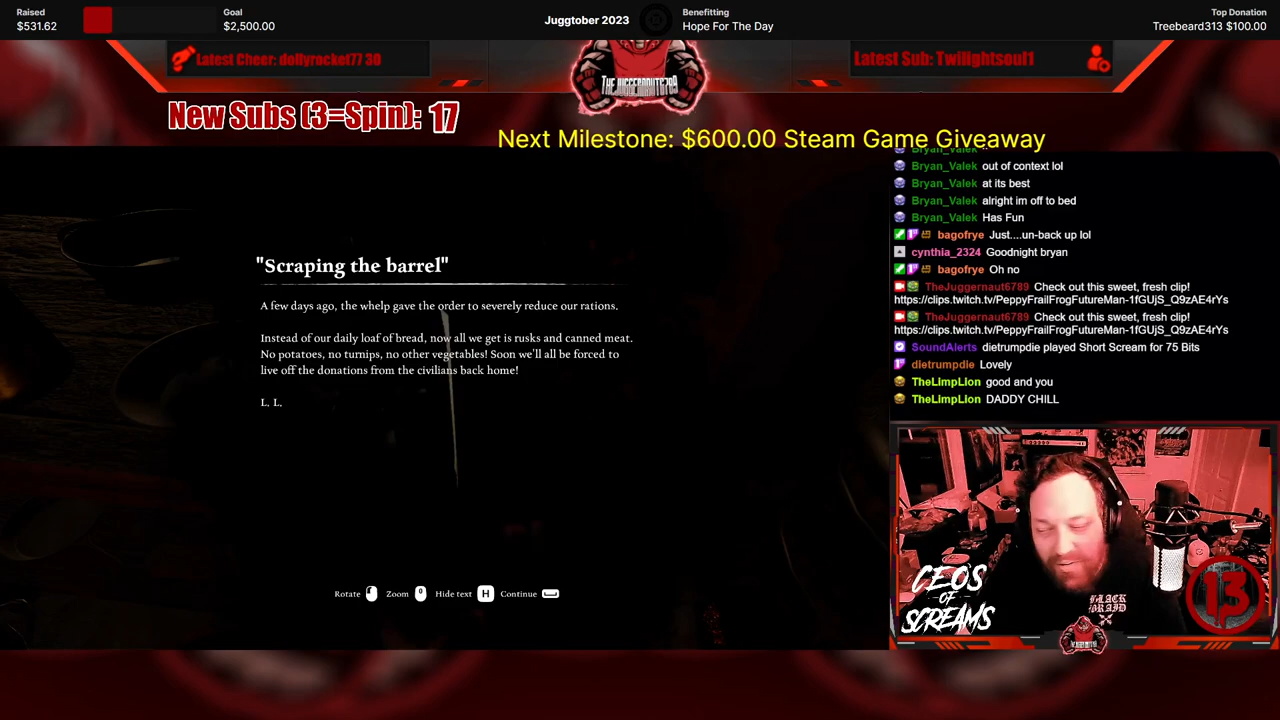 Raised
$531.62
Goal
$2,500.00
Juggtober 2023
Benefitting
Hope For The Day
Top Donation
Treebeard313 $100.00
Latest Cheer: dollyrocket77 30
THEJUGGERNAUT6789
Latest Sub: Twilightsoul1
New Subs (3=Spin): 17
Next Milestone: $600.00 Steam Game Giveaway
Bryan_Valek
Bryan_Valek out of context lol
Bryan_Valek at its best
Bryan_Valek alright im off to bed
Bryan_Valek Has Fun
bagofrye Just....un-back up lol
cynthia_2324 Goodnight bryan
bagofrye Oh no
TheJuggernaut6789 Check out this sweet, fresh clip!
https://clips.twitch.tv/PeppyFrailFrogFutureMan-1fGUjS_Q9zAE4rYs
TheJuggernaut6789 Check out this sweet, fresh clip!
https://clips.twitch.tv/PeppyFrailFrogFutureMan-1fGUjS_Q9zAE4rYs
SoundAlerts dietrumpdie played Short Scream for 75 Bits
dietrumpdie Lovely
TheLimpLion good and you
TheLimpLion DADDY CHILL
"Scraping the barrel"
A few days ago, the whelp gave the order to severely reduce our rations.
Instead of our daily loaf of bread, now all we get is rusks and canned meat.
No potatoes, no turnips, no other vegetables! Soon we'll all be forced to
live off the donations from the civilians back home!
L. L.
Rotate Zoom Hide text H Continue
CEOS
OF
SCREAMS
BLACK
BRAID
13